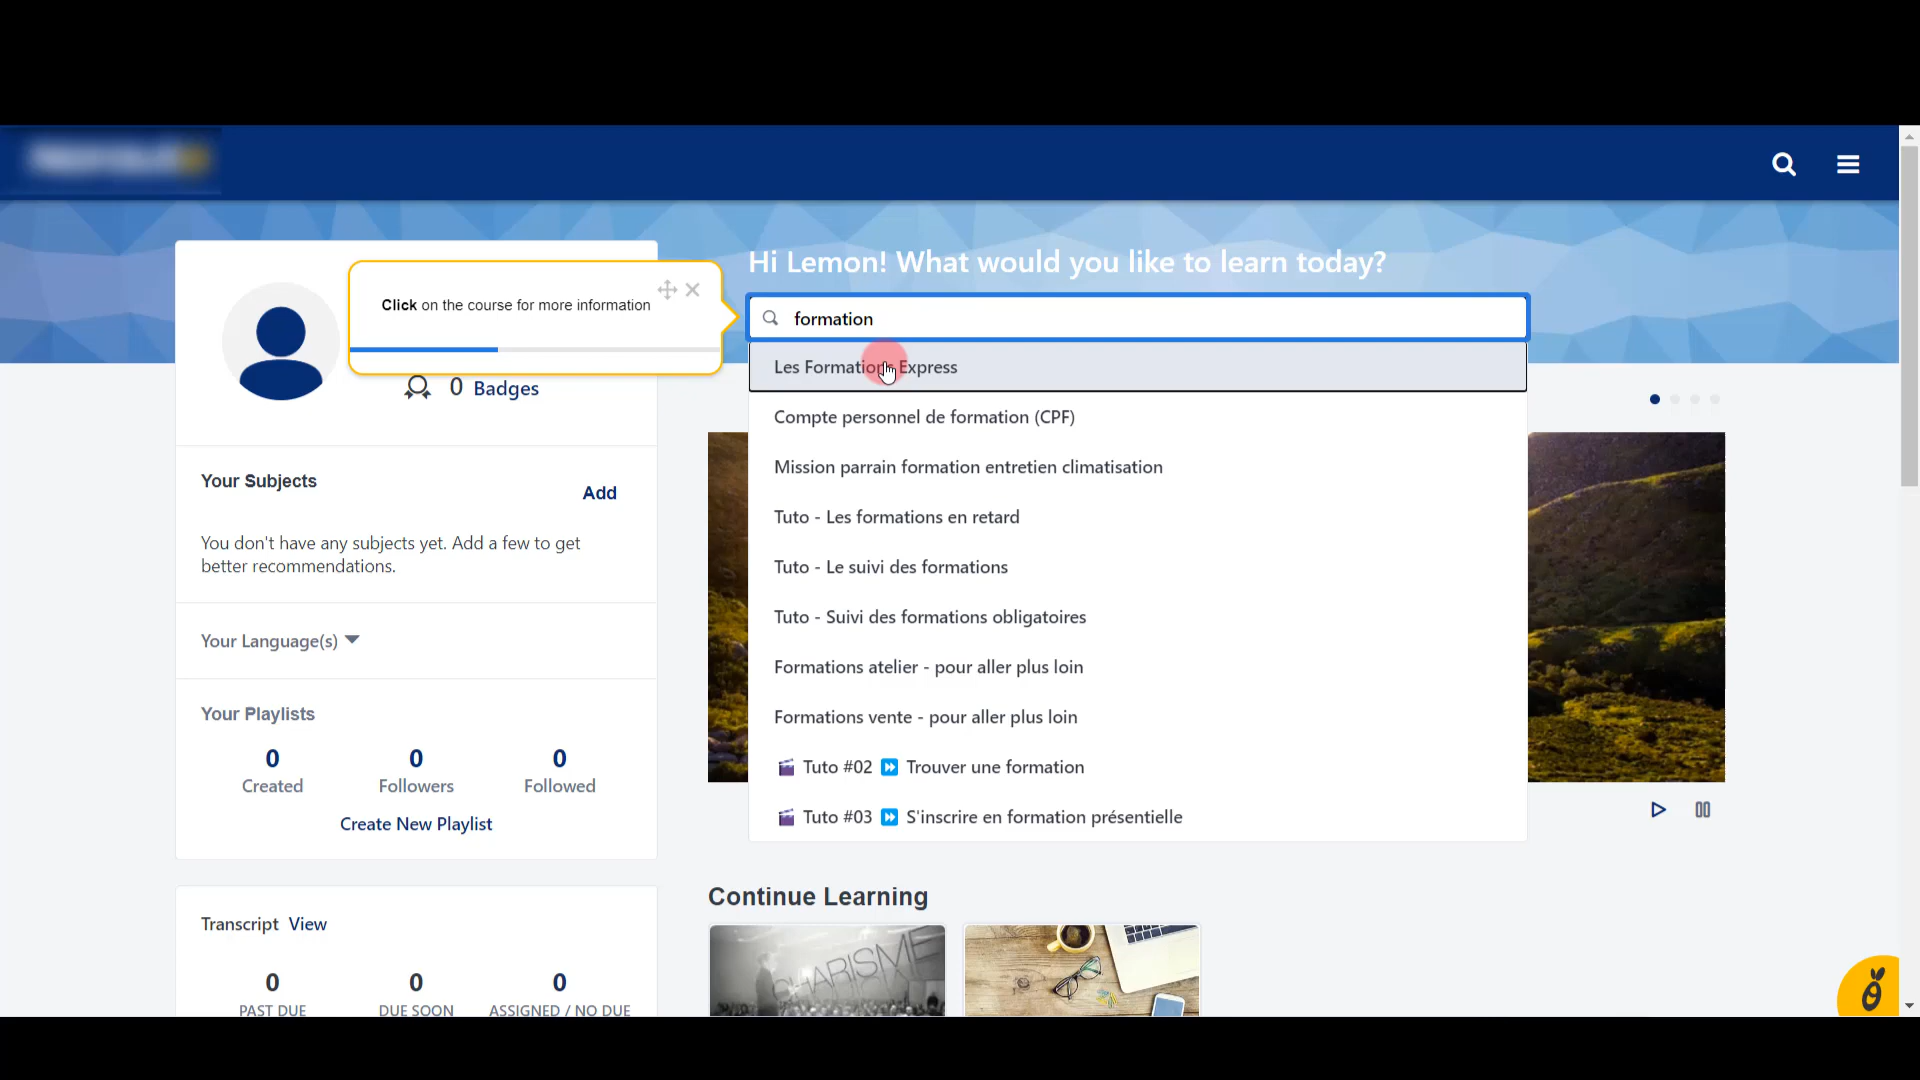 Hi Lemon! What would you like to learn today?
Click on the course for more information
formation
0 Badges
Les Formations Express
Compte personnel de formation (CPF)
Mission parrain formation entretien climatisation
Tuto - Les formations en retard
Tuto - Le suivi des formations
Tuto - Suivi des formations obligatoires
Formations atelier - pour aller plus loin
Formations vente - pour aller plus loin
Tuto #02 ⏩ Trouver une formation
Tuto #03 ⏩ S'inscrire en formation présentielle
Your Subjects
Add
You don't have any subjects yet. Add a few to get
better recommendations.
Your Language(s)
Your Playlists
0 0 0
Created Followers Followed
Create New Playlist
Transcript View
0 0 0
PAST DUE DUE SOON ASSIGNED / NO DUE
Continue Learning
CHARISME